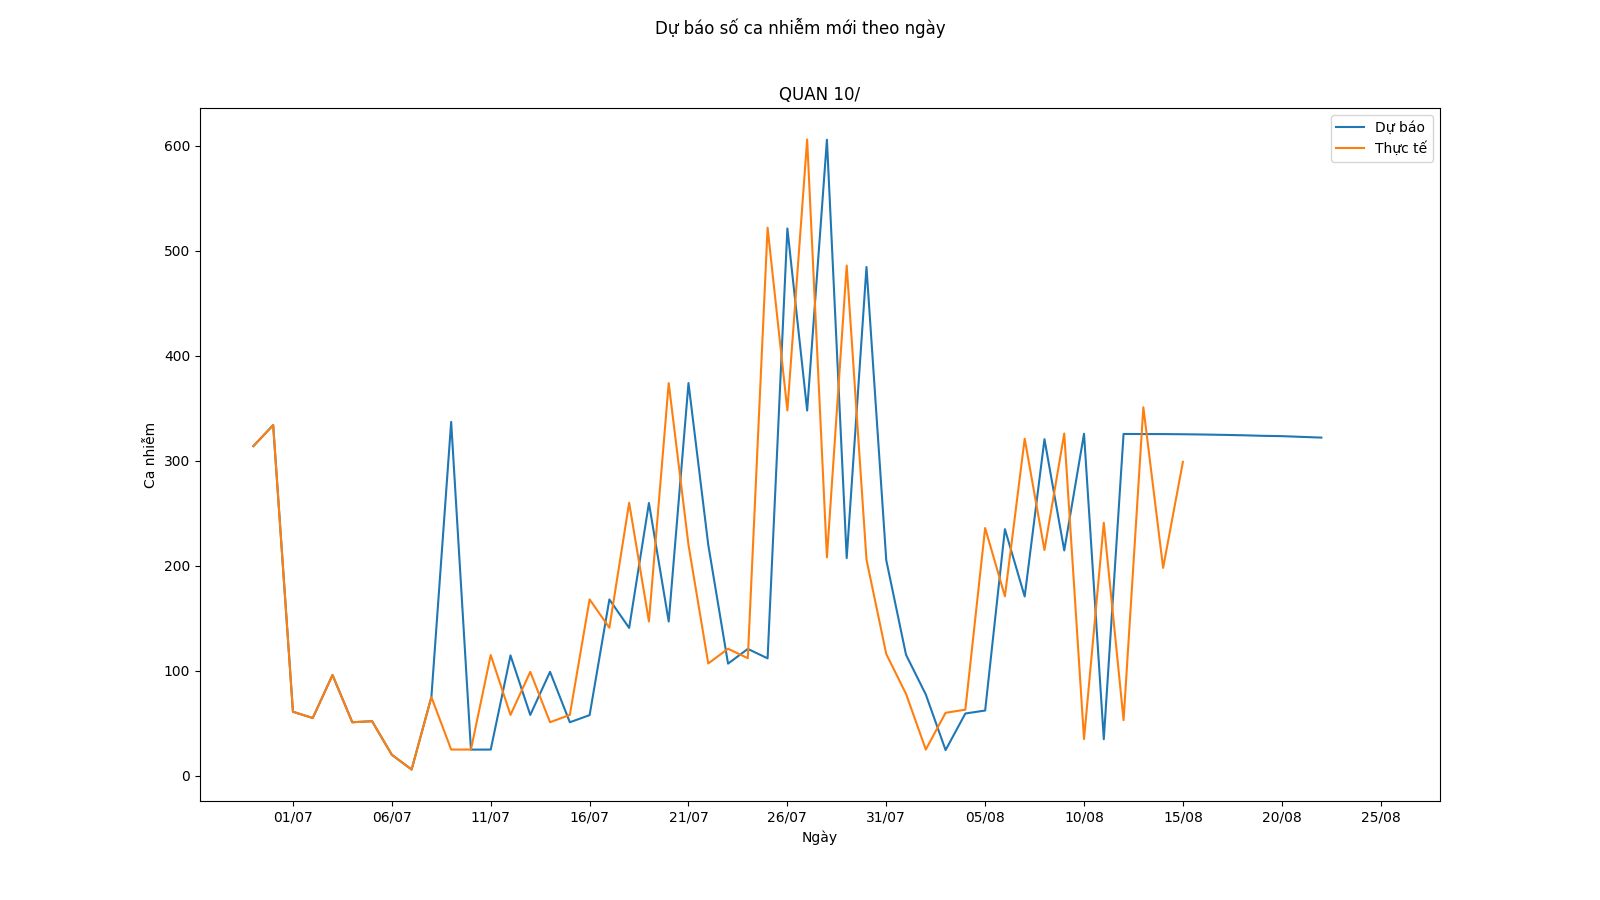 Dự báo số ca nhiễm mới theo ngày
QUAN 10/
Dự báo
Thực tế
600
500
400
300
200
100
0
Ca nhiễm
01/07 06/07 11/07 16/07 21/07 26/07 31/07 05/08 10/08 15/08 20/08 25/08
Ngày